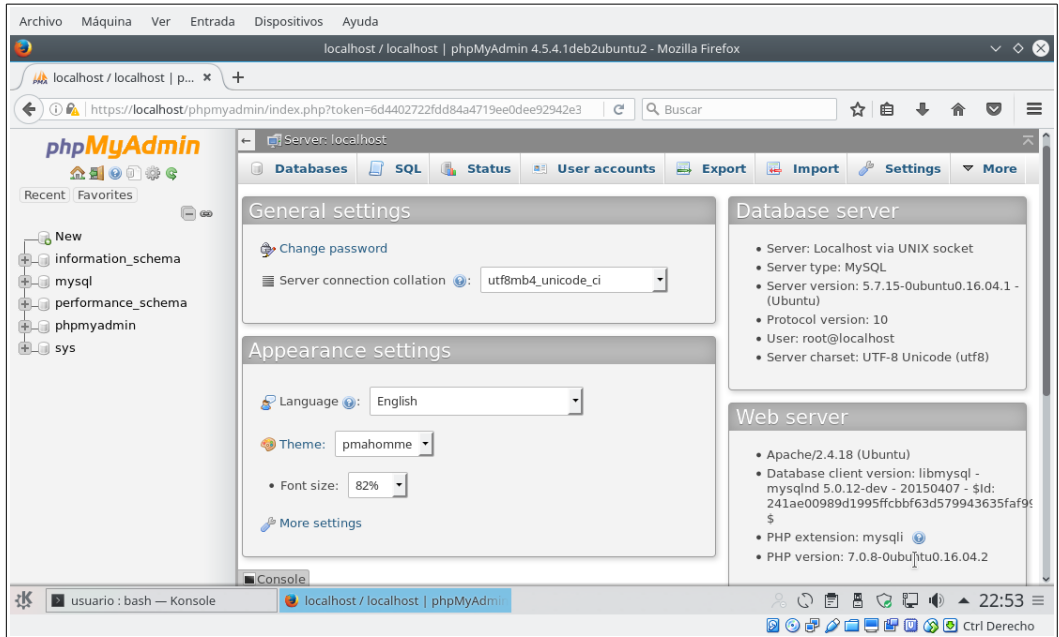 Archivo Máquina Ver Entrada Dispositivos Ayuda
localhost / localhost | phpMyAdmin 4.5.4.1deb2ubuntu2 - Mozilla Firefox
localhost / localhost | p...
https://localhost/phpmyadmin/index.php?token=6d4402722fdd84a4719ee0dee92942e3
Buscar
phpMyAdmin
Recent Favorites
New
information_schema
mysql
performance_schema
phpmyadmin
sys
Server: localhost
Databases SQL Status User accounts Export Import Settings More
General settings
Change password
Server connection collation : utf8mb4_unicode_ci
Appearance settings
Language : English
Theme: pmahomme
• Font size: 82%
More settings
Database server
• Server: Localhost via UNIX socket
• Server type: MySQL
• Server version: 5.7.15-0ubuntu0.16.04.1 -
(Ubuntu)
• Protocol version: 10
• User: root@localhost
• Server charset: UTF-8 Unicode (utf8)
Web server
• Apache/2.4.18 (Ubuntu)
• Database client version: libmysql -
mysqlnd 5.0.12-dev - 20150407 - $Id:
241ae00989d1995ffcbbf63d579943635faf99
$
• PHP extension: mysqli
• PHP version: 7.0.8-0ubuntu0.16.04.2
Console
usuario : bash — Konsole
localhost / localhost | phpMyAdmin
22:53
Ctrl Derecho